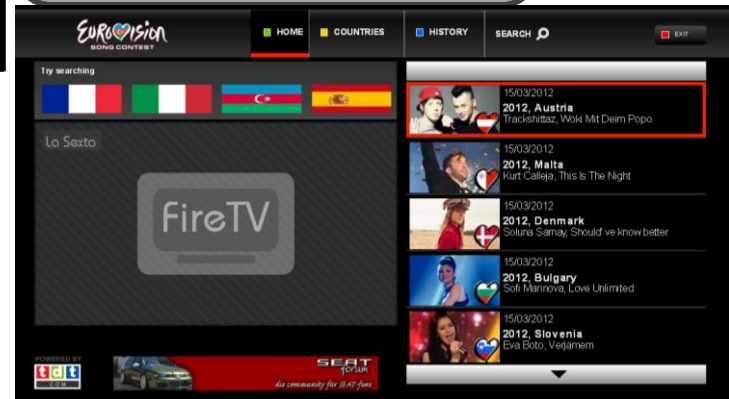 EUROVISION
SONG CONTEST
HOME
COUNTRIES
HISTORY
SEARCH
EXIT
Try searching
La Sexta
FireTV
15/03/2012
2012, Austria
Trackshittaz, Woki Mit Deim Popo
15/03/2012
2012, Malta
Kurt Calleja, This Is The Night
15/03/2012
2012, Denmark
Soluna Samay, Should' ve know better
15/03/2012
2012, Bulgary
Sofi Marinova, Love Unlimited
15/03/2012
2012, Slovenia
Eva Boto, Verjamem
POWERED BY
tdt
COM
SEAT
forum
die community für SEAT-fans